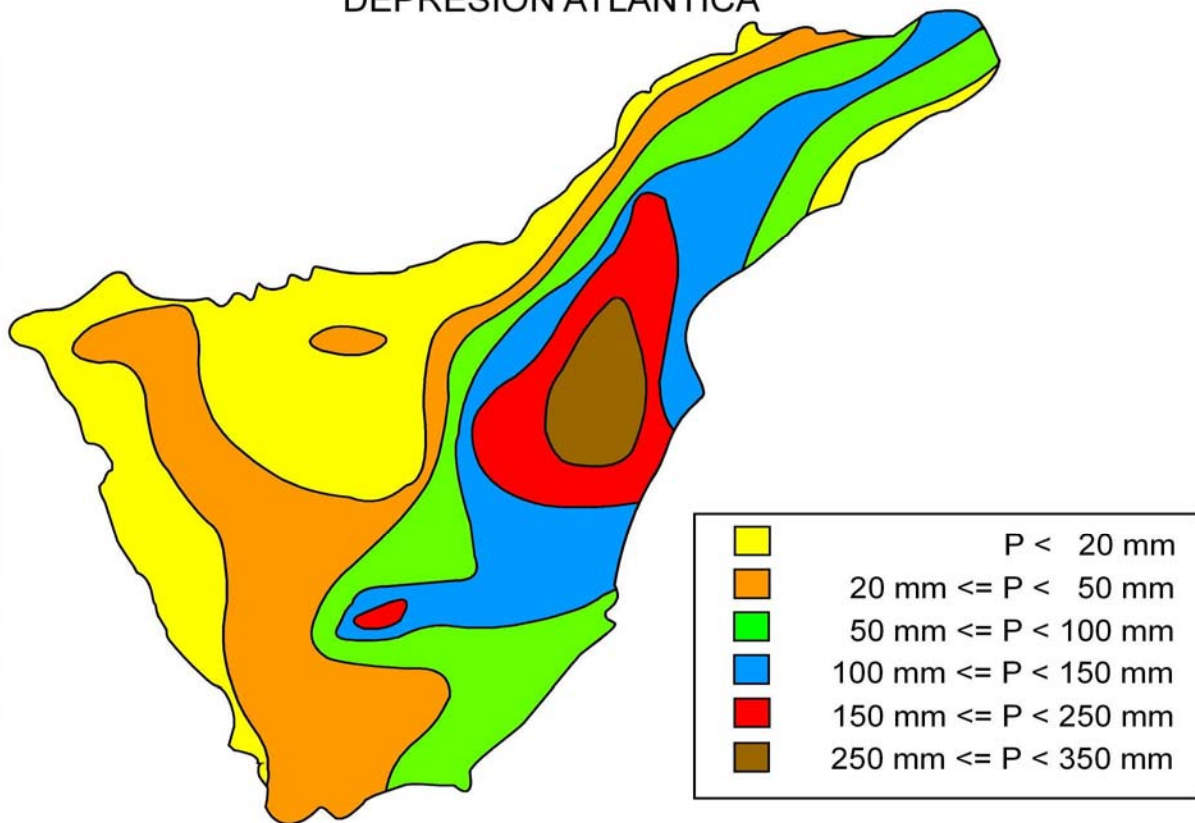 DEPRESIÓN ATLÁNTICA
P < 20 mm
20 mm <= P < 50 mm
50 mm <= P < 100 mm
100 mm <= P < 150 mm
150 mm <= P < 250 mm
250 mm <= P < 350 mm